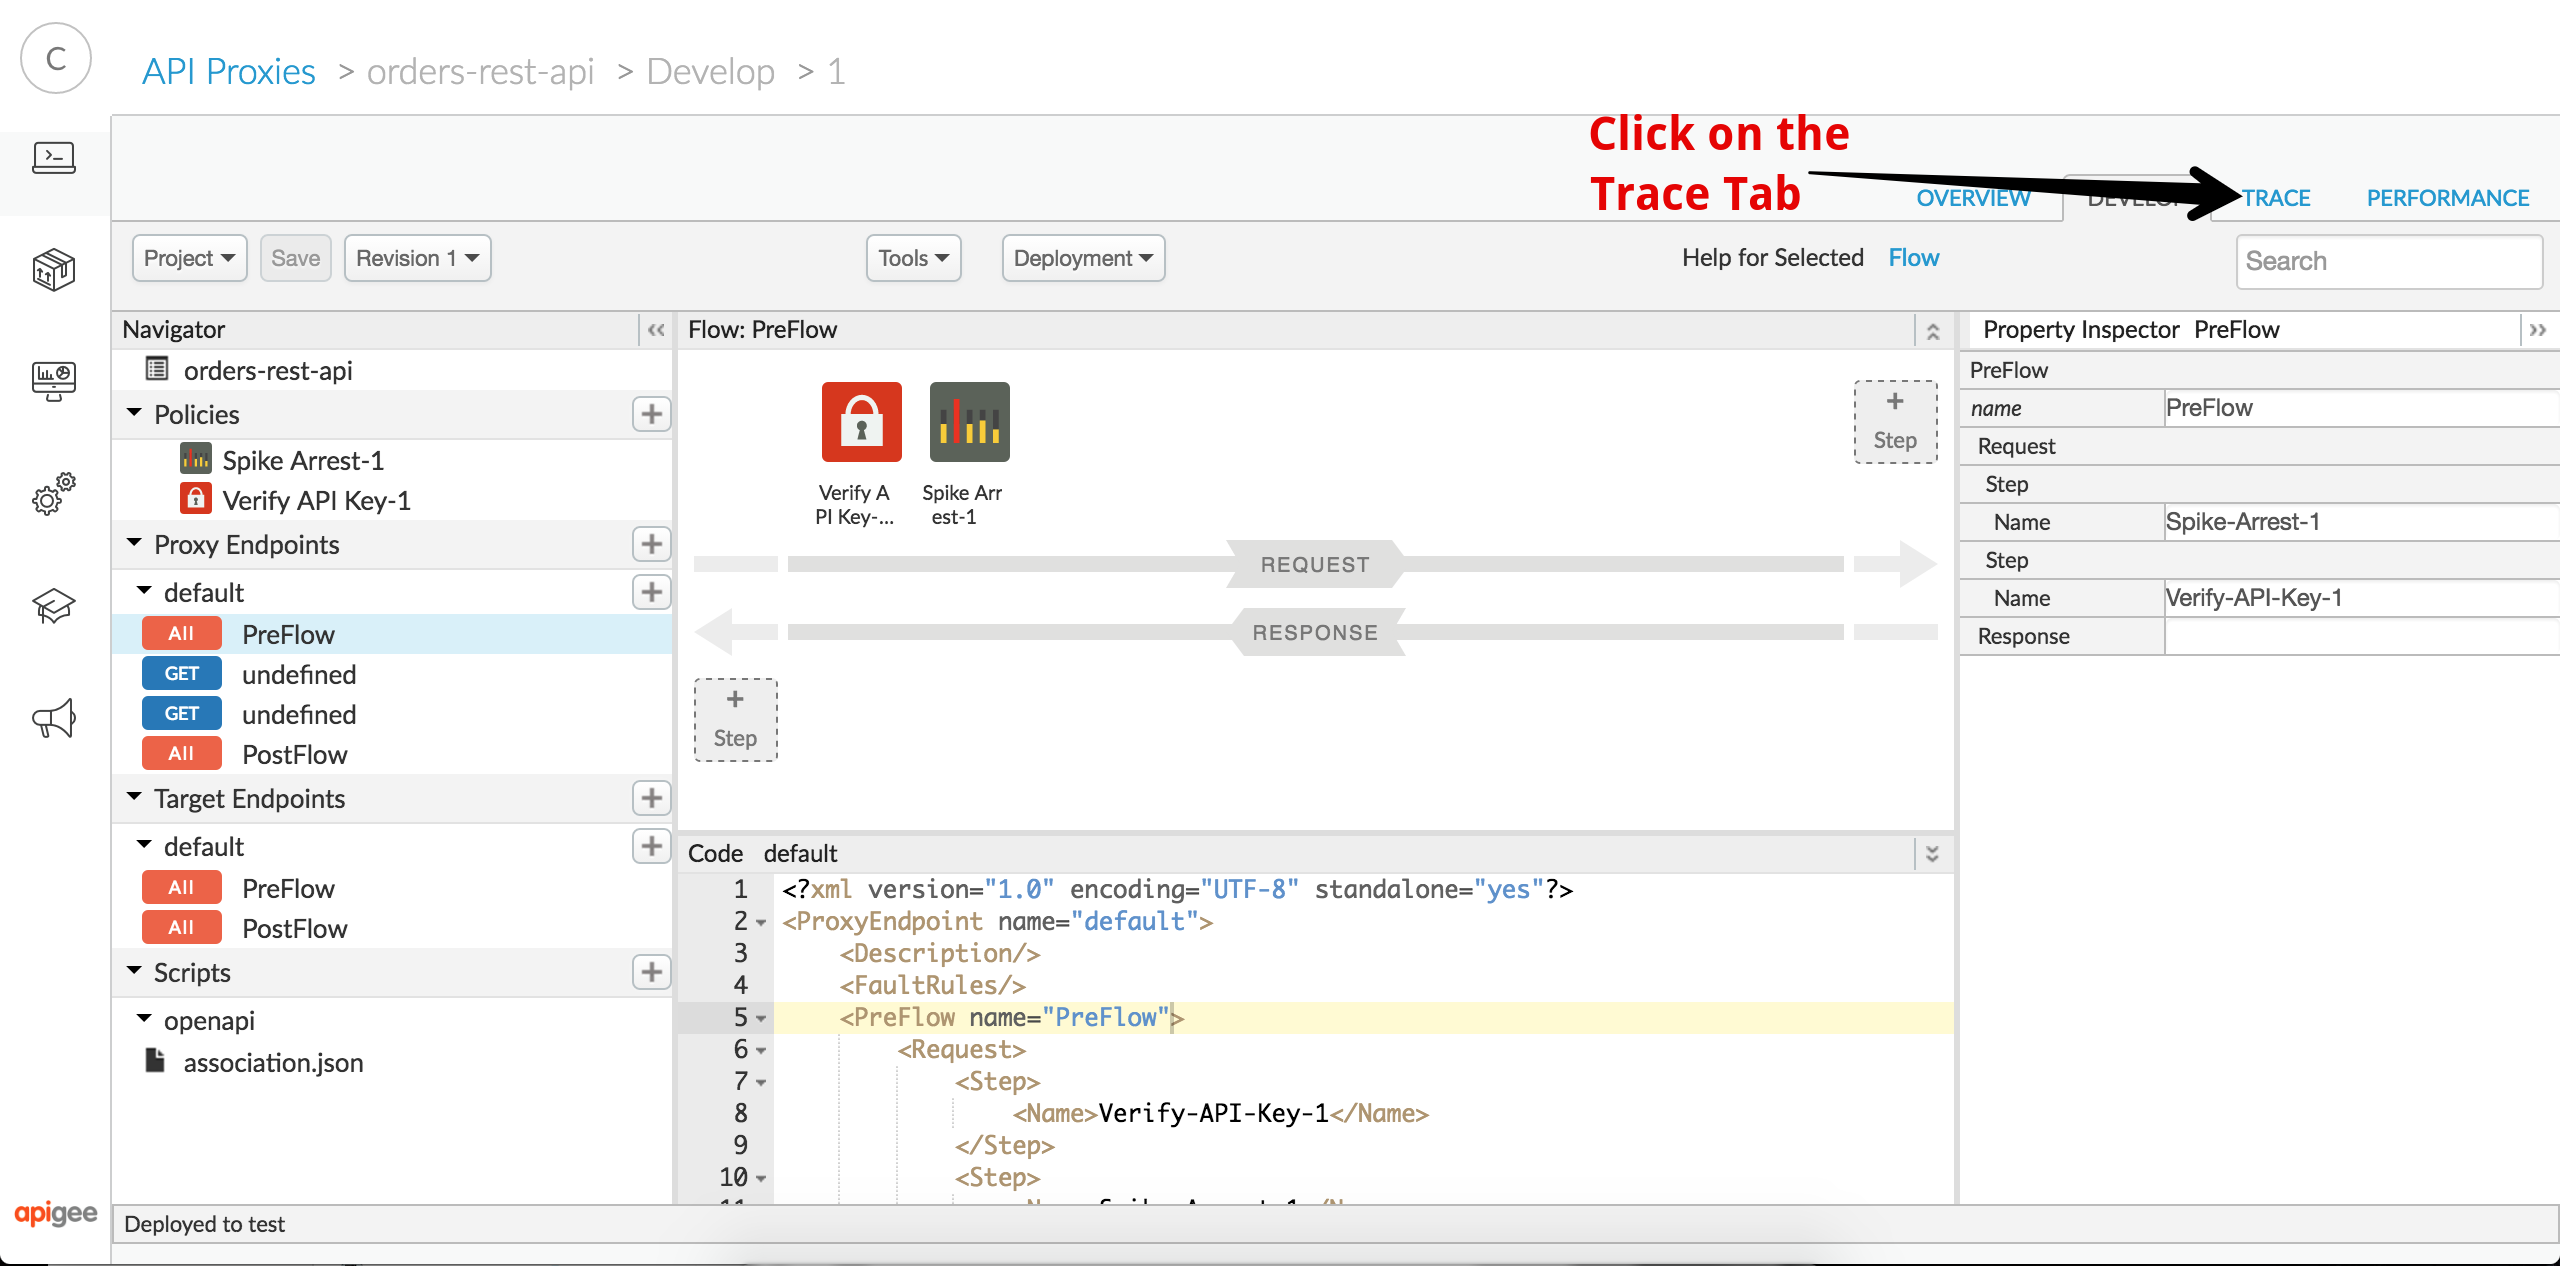 C
API Proxies > orders-rest-api > Develop > 1
Click on the
Trace Tab
OVERVIEW
DEVELOP
TRACE
PERFORMANCE
Project
Save
Revision 1
Tools
Deployment
Help for Selected Flow
Search
Navigator
orders-rest-api
Policies
Spike Arrest-1
Verify API Key-1
Proxy Endpoints
default
All PreFlow
GET undefined
GET undefined
All PostFlow
Target Endpoints
default
All PreFlow
All PostFlow
Scripts
openapi
association.json
Flow: PreFlow
Verify A
PI Key-...
Spike Arr
est-1
+
Step
REQUEST
RESPONSE
+
Step
Code default
1 <?xml version="1.0" encoding="UTF-8" standalone="yes"?>
2 <ProxyEndpoint name="default">
3 <Description/>
4 <FaultRules/>
5 <PreFlow name="PreFlow">
6 <Request>
7 <Step>
8 <Name>Verify-API-Key-1</Name>
9 </Step>
10 <Step>
Property Inspector PreFlow
PreFlow
name PreFlow
Request
Step
Name Spike-Arrest-1
Step
Name Verify-API-Key-1
Response
apigee
Deployed to test